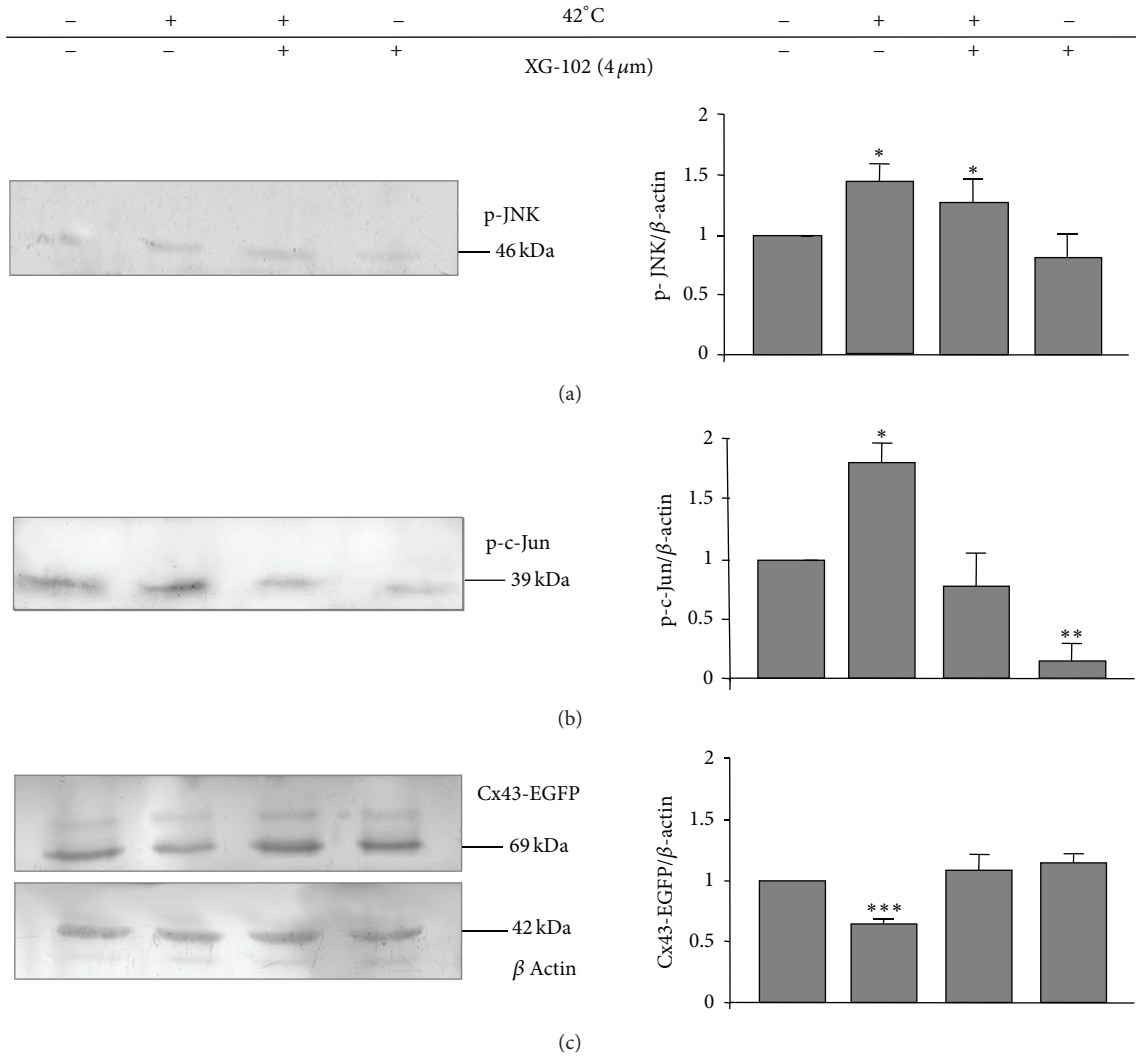 − + + − 42°C − + + −
− − + + XG-102 (4 μm) − − + +
p-JNK
46 kDa
2
1.5
1
0.5
0
p- JNK/β-actin
*
*
(a)
p-c-Jun
39 kDa
2
1.5
1
0.5
0
p-c-Jun/β-actin
*
**
(b)
Cx43-EGFP
69 kDa
42 kDa
β Actin
2
1.5
1
0.5
0
Cx43-EGFP/β-actin
***
(c)